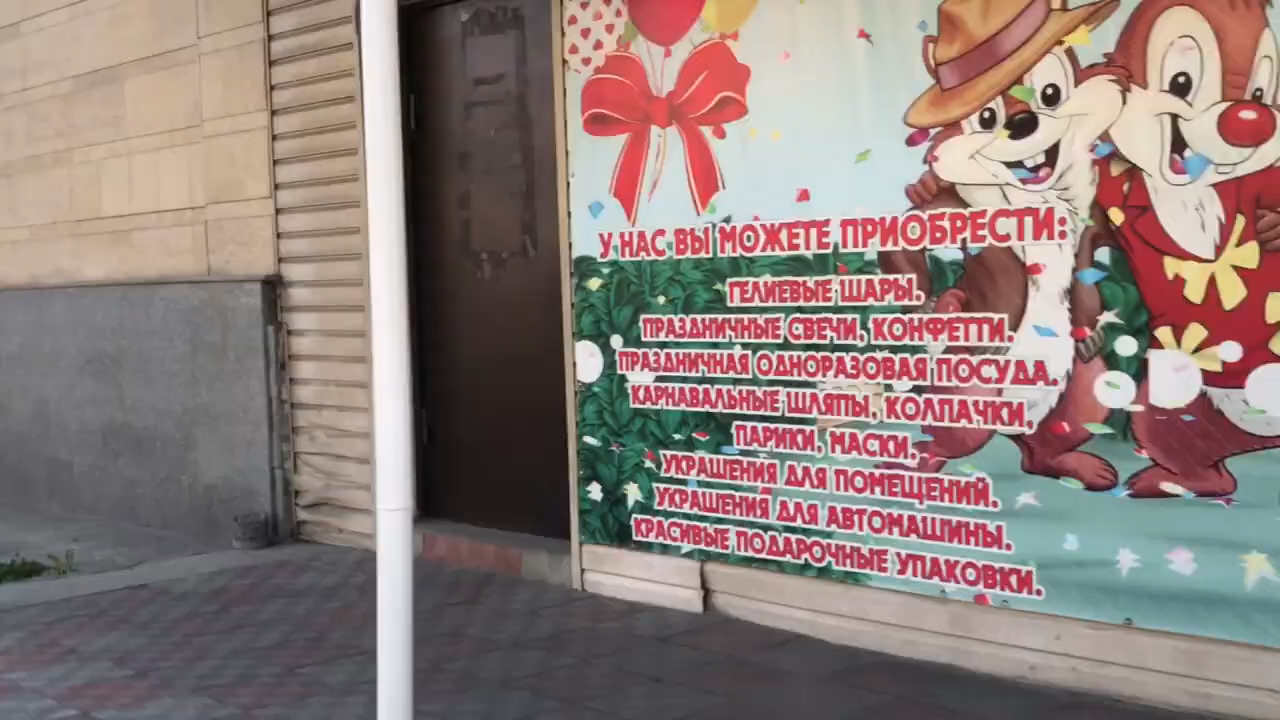 У НАС ВЫ МОЖЕТЕ ПРИОБРЕСТИ:
ГЕЛИЕВЫЕ ШАРЫ.
ПРАЗДНИЧНЫЕ СВЕЧИ, КОНФЕТТИ.
ПРАЗДНИЧНАЯ ОДНОРАЗОВАЯ ПОСУДА.
КАРНАВАЛЬНЫЕ ШЛЯПЫ, КОЛПАЧКИ,
ПАРИКИ, МАСКИ.
УКРАШЕНИЯ ДЛЯ ПОМЕЩЕНИЙ.
УКРАШЕНИЯ ДЛЯ АВТОМАШИНЫ.
КРАСИВЫЕ ПОДАРОЧНЫЕ УПАКОВКИ.